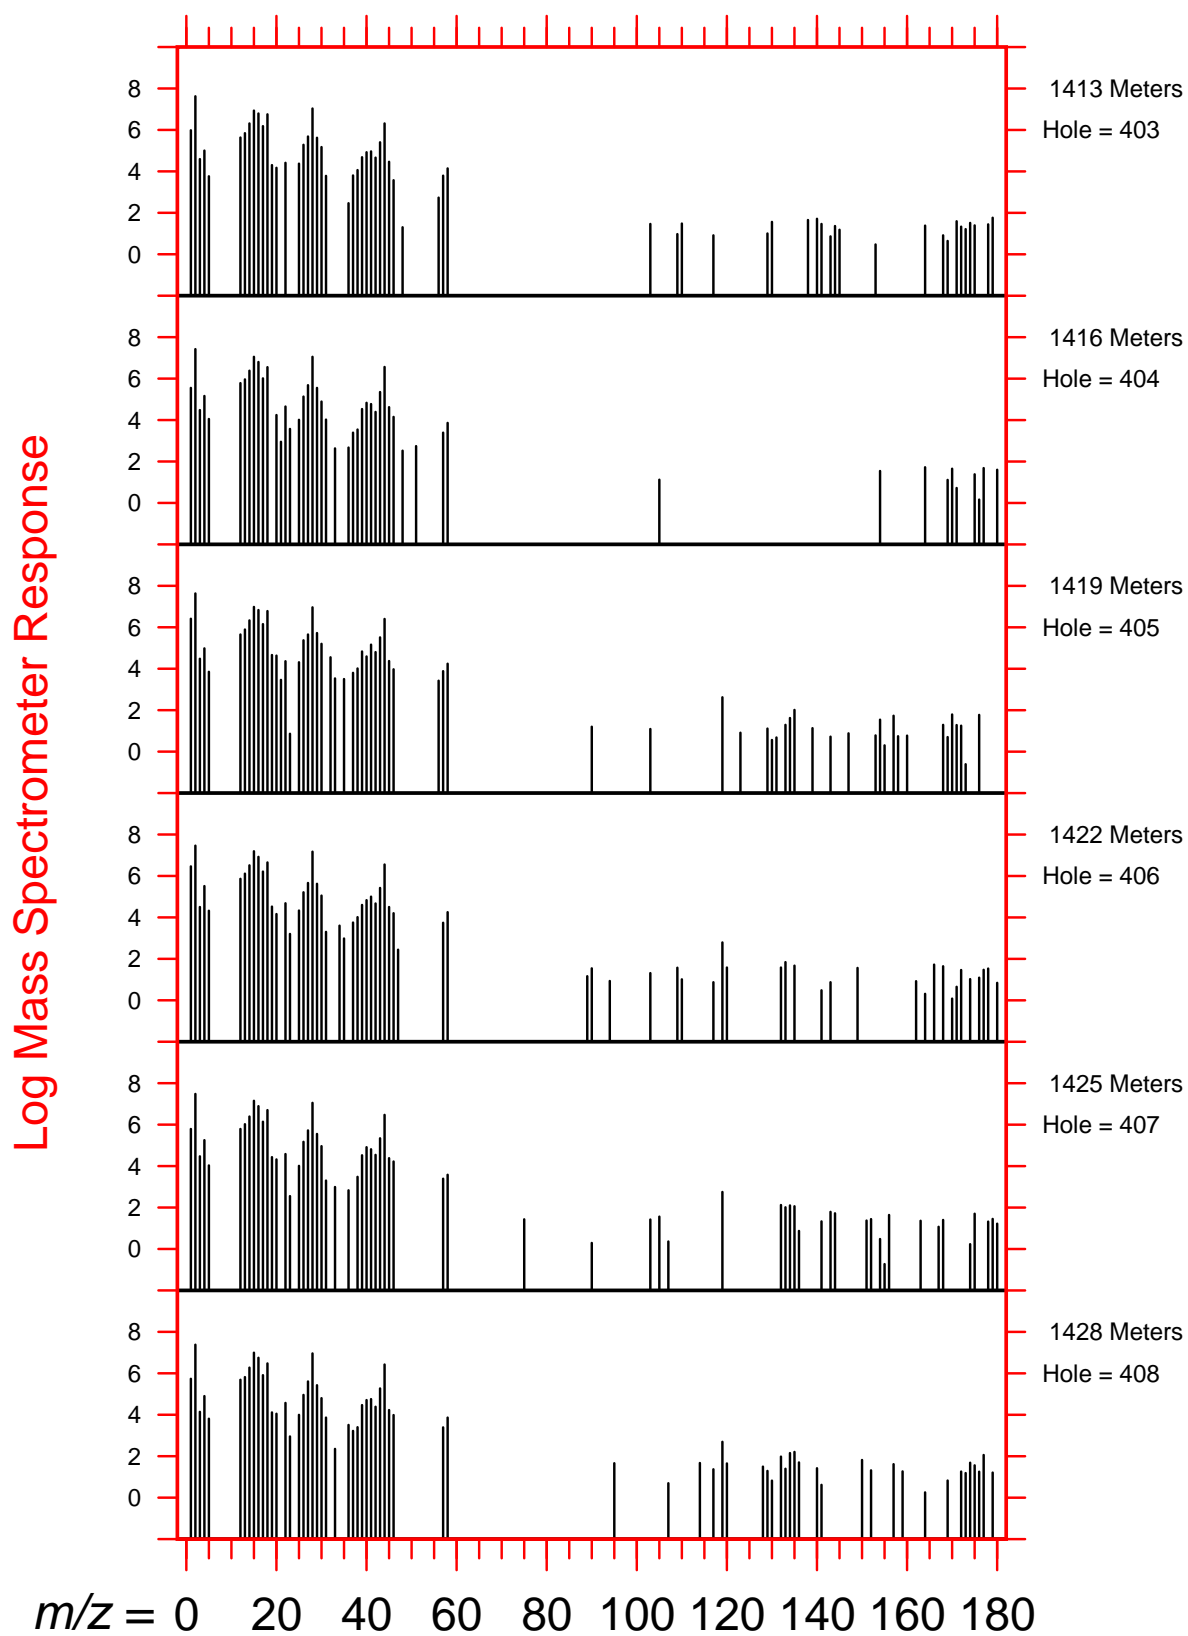 Log Mass Spectrometer Response
8
6
4
2
0
1413 Meters
Hole = 403
8
6
4
2
0
1416 Meters
Hole = 404
8
6
4
2
0
1419 Meters
Hole = 405
8
6
4
2
0
1422 Meters
Hole = 406
8
6
4
2
0
1425 Meters
Hole = 407
8
6
4
2
0
1428 Meters
Hole = 408
m/z = 0 20 40 60 80 100 120 140 160 180